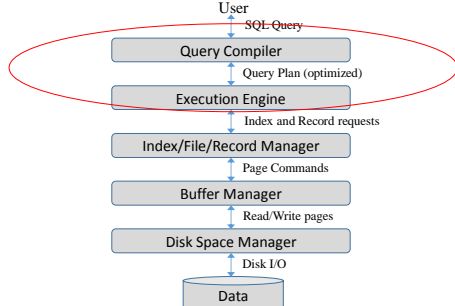 User
SQL Query
Query Compiler
Query Plan (optimized)
Execution Engine
Index and Record requests
Index/File/Record Manager
Page Commands
Buffer Manager
Read/Write pages
Disk Space Manager
Disk I/O
Data